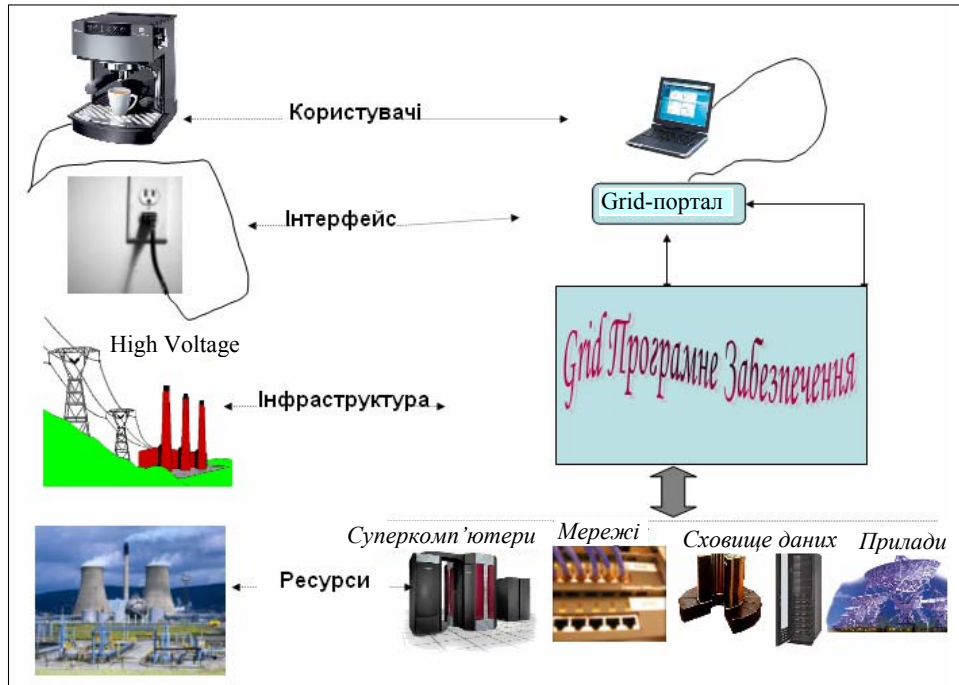 Користувачі
Grid-портал
Інтерфейс
High Voltage
Grid Програмне Забезпечення
Інфраструктура
Суперкомп’ютери
Мережі
Сховище даних
Прилади
Ресурси